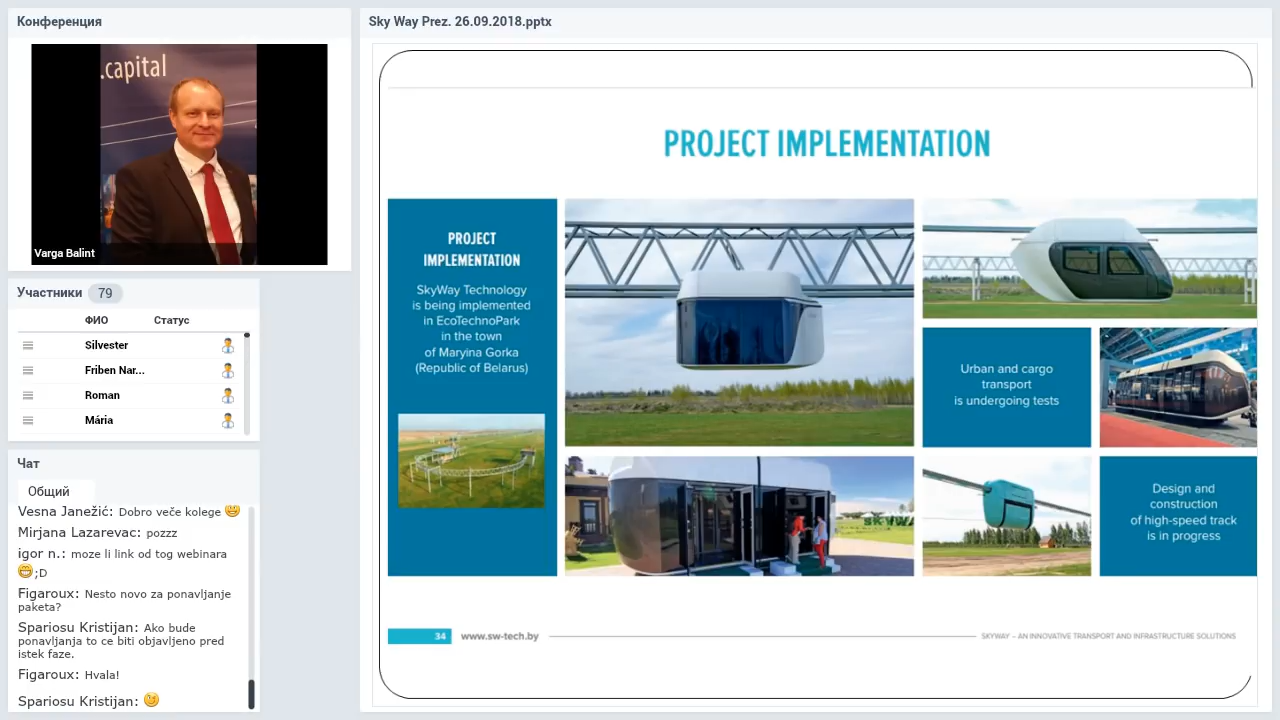 Конференция
.capital
Varga Balint
Участники 79
ФИО Статус
Silvester
Friben Nar...
Roman
Mária
Чат
Общий
Vesna Janežić: Dobro veče kolege
Mirjana Lazarevac: pozzz
igor n.: moze li link od tog webinara
;D
Figaroux: Nesto novo za ponavljanje
paketa?
Spariosu Kristijan: Ako bude
ponavljanja to ce biti objavljeno pred
istek faze.
Figaroux: Hvala!
Spariosu Kristijan:
Sky Way Prez. 26.09.2018.pptx
PROJECT IMPLEMENTATION
PROJECT
IMPLEMENTATION
SkyWay Technology
is being implemented
in EcoTechnoPark
in the town
of Maryina Gorka
(Republic of Belarus)
Urban and cargo
transport
is undergoing tests
Design and
construction
of high-speed track
is in progress
34 www.sw-tech.by
SKYWAY – AN INNOVATIVE TRANSPORT AND INFRASTRUCTURE SOLUTIONS